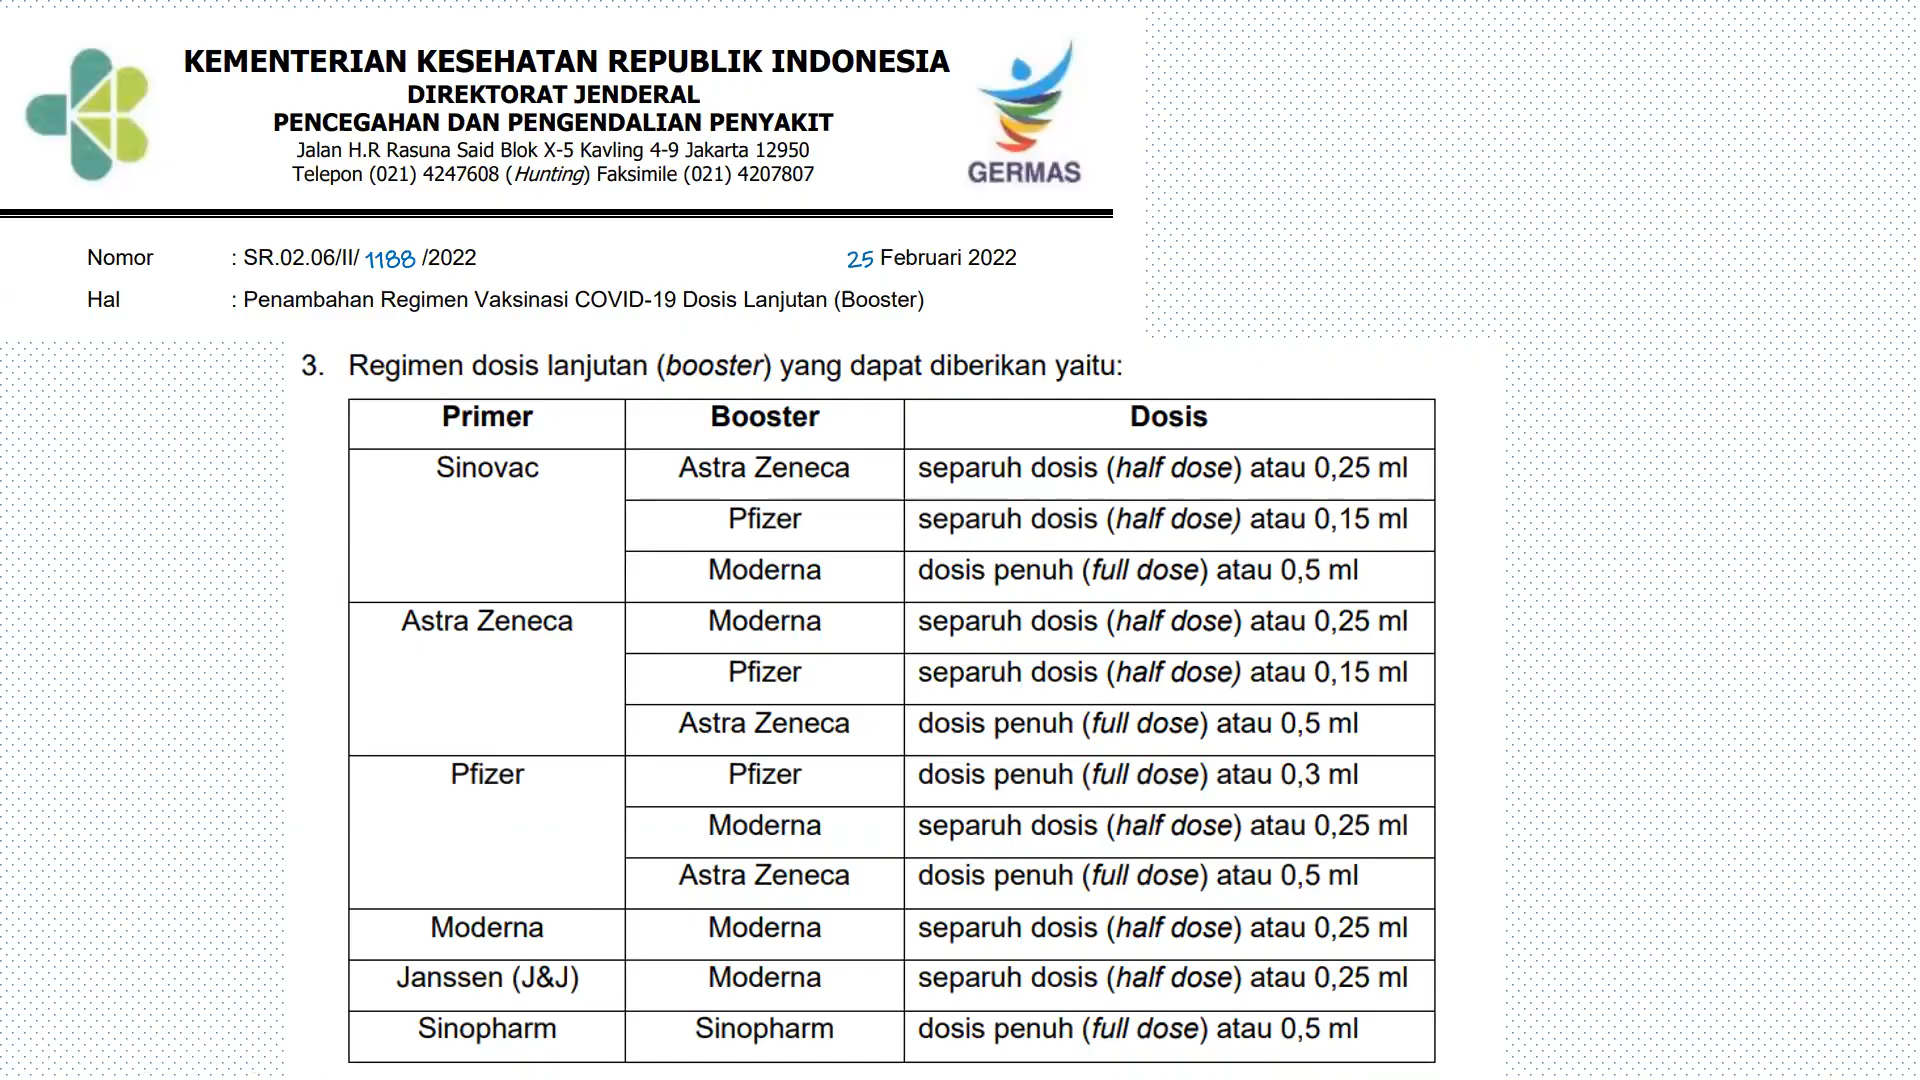 KEMENTERIAN KESEHATAN REPUBLIK INDONESIA
DIREKTORAT JENDERAL
PENCEGAHAN DAN PENGENDALIAN PENYAKIT
Jalan H.R Rasuna Said Blok X-5 Kavling 4-9 Jakarta 12950
Telepon (021) 4247608 (Hunting) Faksimile (021) 4207807
GERMAS
Nomor : SR.02.06/II/ 1188 /2022 25 Februari 2022
Hal : Penambahan Regimen Vaksinasi COVID-19 Dosis Lanjutan (Booster)
3. Regimen dosis lanjutan (booster) yang dapat diberikan yaitu:
Primer Booster Dosis
Sinovac Astra Zeneca separuh dosis (half dose) atau 0,25 ml
Pfizer separuh dosis (half dose) atau 0,15 ml
Moderna dosis penuh (full dose) atau 0,5 ml
Astra Zeneca Moderna separuh dosis (half dose) atau 0,25 ml
Pfizer separuh dosis (half dose) atau 0,15 ml
Astra Zeneca dosis penuh (full dose) atau 0,5 ml
Pfizer Pfizer dosis penuh (full dose) atau 0,3 ml
Moderna separuh dosis (half dose) atau 0,25 ml
Astra Zeneca dosis penuh (full dose) atau 0,5 ml
Moderna Moderna separuh dosis (half dose) atau 0,25 ml
Janssen (J&J) Moderna separuh dosis (half dose) atau 0,25 ml
Sinopharm Sinopharm dosis penuh (full dose) atau 0,5 ml